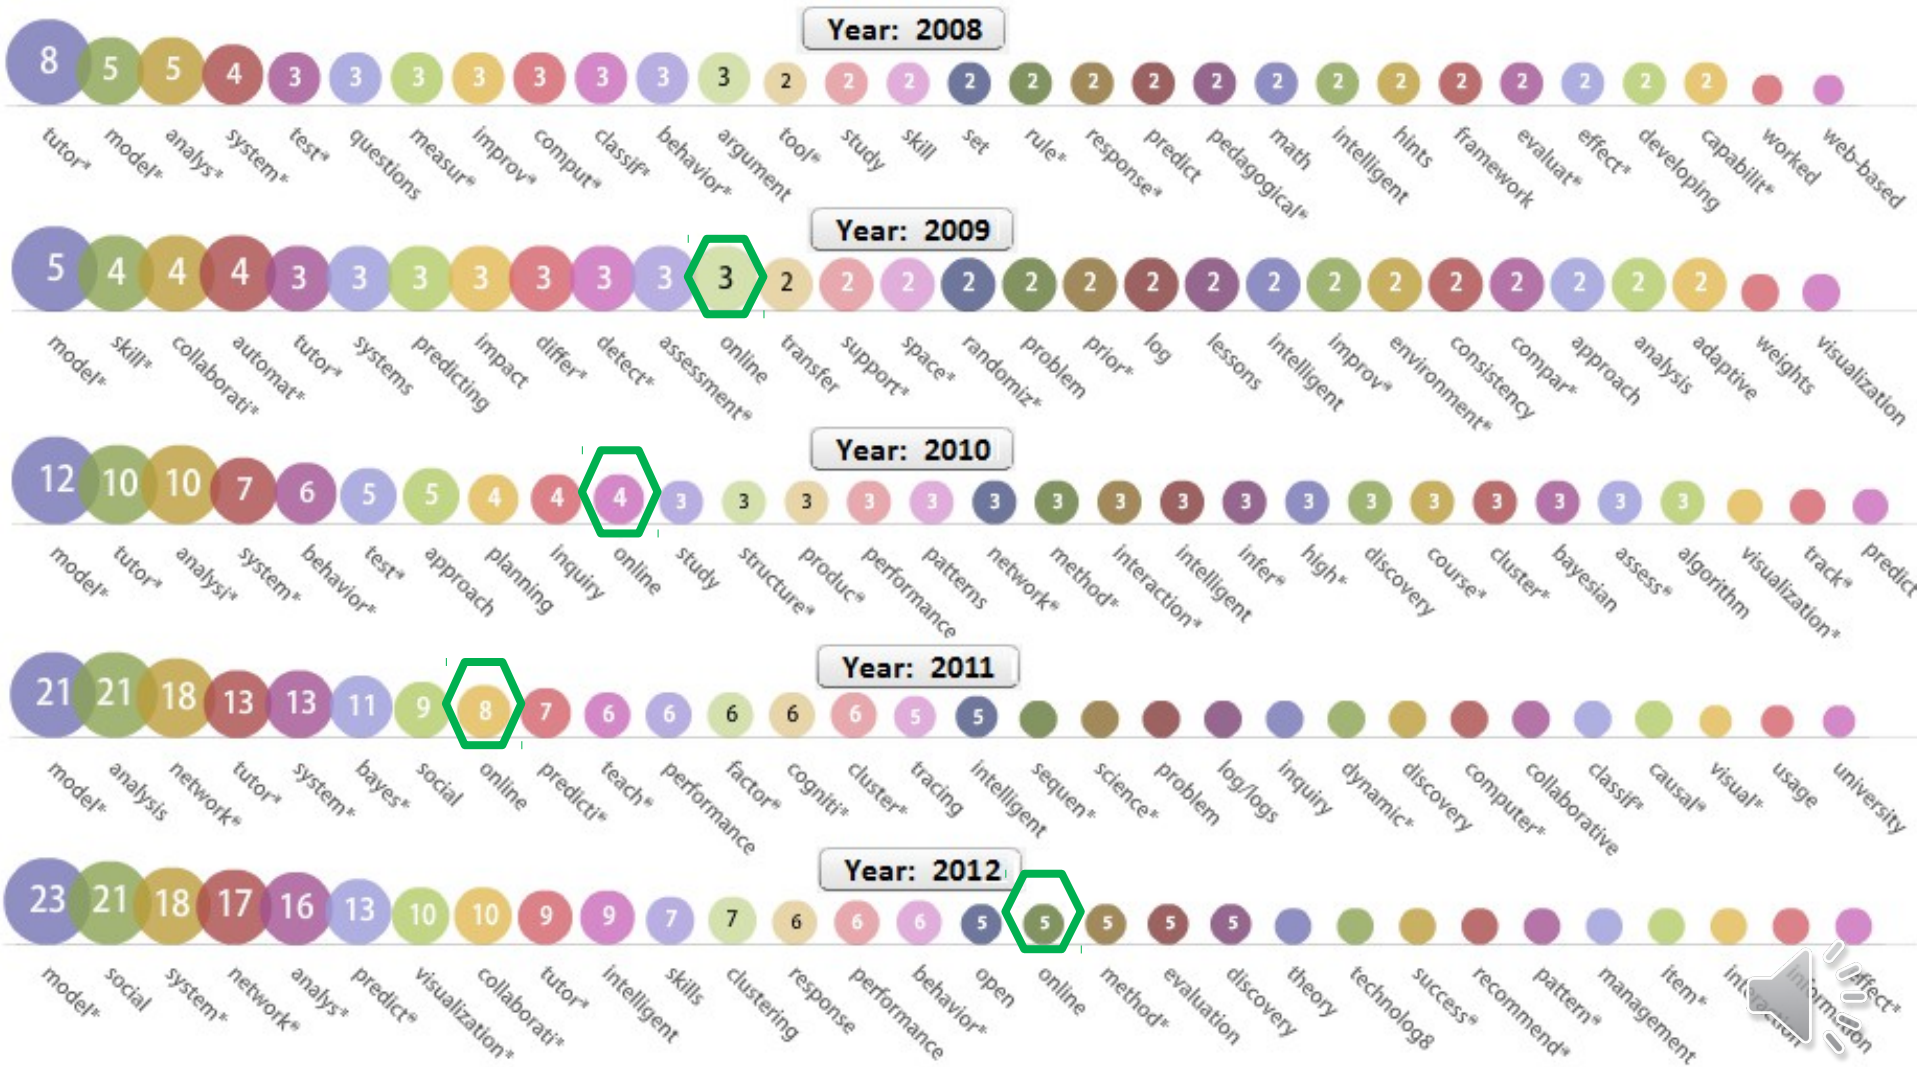 Year: 2008
8 5 5 4 3 3 3 3 3 3 3 3 2 2 2 2 2 2 2 2 2 2 2 2 2 2 2 2
tutor* model* analys* system* test* questions measur* improv* comput* classif* behavior* argument tool* study skill set rule* response* predict pedagogical* math intelligent hints framework evaluat* effect* developing capabilit* worked web-based
Year: 2009
5 4 4 4 3 3 3 3 3 3 3 3 2 2 2 2 2 2 2 2 2 2 2 2 2 2 2 2
model* skill* collaborati* automat* tutor* systems predicting impact differ* detect* assessment* online transfer support* space* randomiz* problem prior* log lessons intelligent improv* environment* consistency compar* approach analysis adaptive weights visualization
Year: 2010
12 10 10 7 6 5 5 4 4 4 3 3 3 3 3 3 3 3 3 3 3 3 3 3 3 3 3
model* tutor* analysi* system* behavior* test* approach planning inquiry online study structure* produc* performance patterns network* method* interaction* intelligent infer* high* discovery course* cluster* bayesian assess* algorithm visualization* track* predict
Year: 2011
21 21 18 13 13 11 9 8 7 6 6 6 6 6 5 5
model* analysis network* tutor* system* bayes* social online predicti* teach* performance factor* cogniti* cluster* tracing intelligent sequen* science* problem log/logs inquiry dynamic* discovery computer* collaborative classif* causal* visual* usage university
Year: 2012
23 21 18 17 16 13 10 10 9 9 7 7 6 6 6 5 5 5 5 5
model* social system* network* analys* predict* visualization* collaborati* tutor* intelligent skills clustering response performance behavior* open online method* evaluation discovery theory technolog8 success* recommend* pattern* management item* interaction information effect*